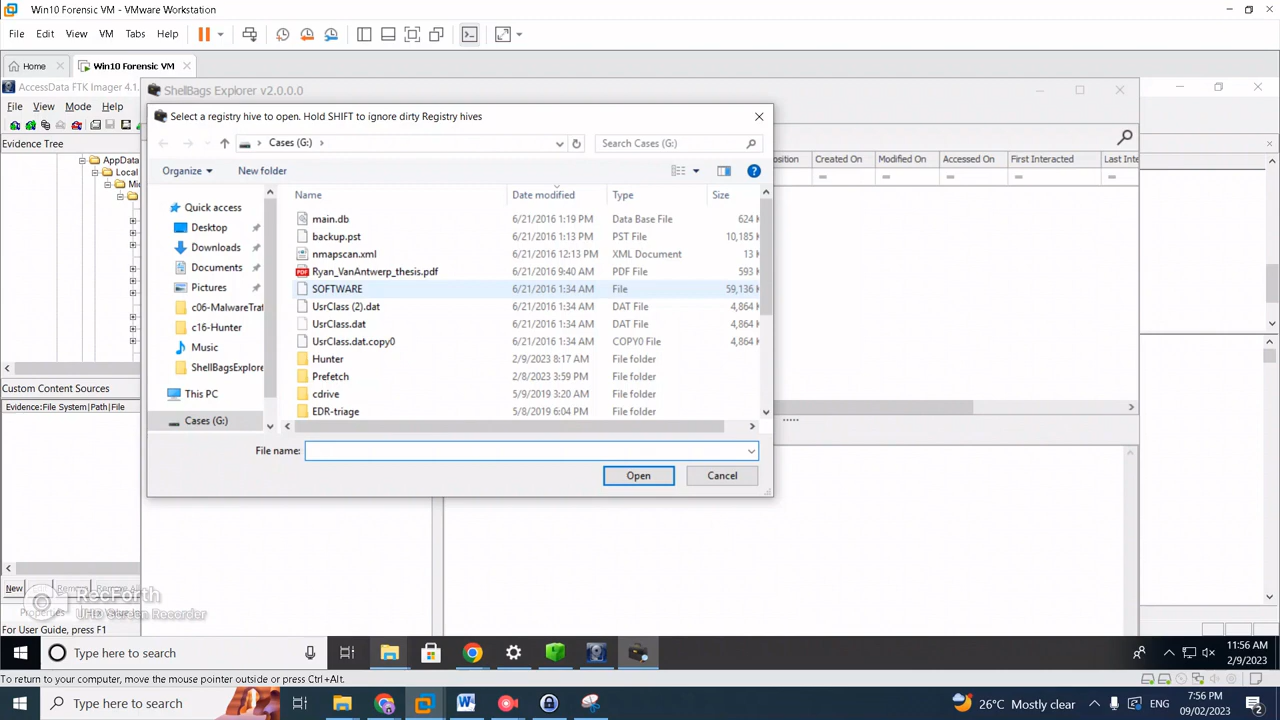 Win10 Forensic VM - VMware Workstation
File Edit View VM Tabs Help
Home Win10 Forensic VM
AccessData FTK Imager 4.1.
ShellBags Explorer v2.0.0.0
File View Mode Help
Select a registry hive to open. Hold SHIFT to ignore dirty Registry hives
Evidence Tree
Cases (G:)
Search Cases (G:)
Organize New folder
AppData
Local
Mic
Name Date modified Type Size
Created On Modified On Accessed On First Interacted Last Inte
= = = = =
Quick access
Desktop
Downloads
Documents
Pictures
c06-MalwareTraf
c16-Hunter
Music
ShellBagsExplore
This PC
Cases (G:)
main.db 6/21/2016 1:19 PM Data Base File 624 K
backup.pst 6/21/2016 1:13 PM PST File 10,185 K
nmapscan.xml 6/21/2016 12:13 PM XML Document 13 K
Ryan_VanAntwerp_thesis.pdf 6/21/2016 9:40 AM PDF File 593 K
SOFTWARE 6/21/2016 1:34 AM File 59,136 K
UsrClass (2).dat 6/21/2016 1:34 AM DAT File 4,864 K
UsrClass.dat 6/21/2016 1:34 AM DAT File 4,864 K
UsrClass.dat.copy0 6/21/2016 1:34 AM COPY0 File 4,864 K
Hunter 2/9/2023 8:17 AM File folder
Prefetch 2/8/2023 3:59 PM File folder
cdrive 5/9/2019 3:20 AM File folder
EDR-triage 5/8/2019 6:04 PM File folder
Custom Content Sources
Evidence:File System|Path|File
File name:
Open Cancel
New
RecForth
UHD Screen Recorder
Properties
For User Guide, press F1
Type here to search
11:56 AM
2/9/2023
To return to your computer, move the mouse pointer outside or press Ctrl+Alt.
Type here to search
26°C Mostly clear
ENG
7:56 PM
09/02/2023
2